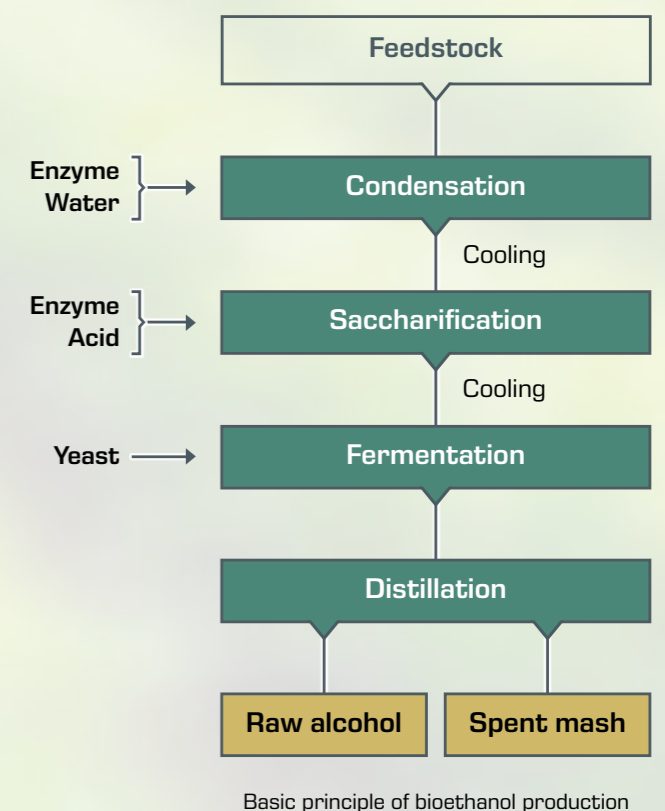 Feedstock
Enzyme
Water
Condensation
Cooling
Enzyme
Acid
Saccharification
Cooling
Yeast
Fermentation
Distillation
Raw alcohol
Spent mash
Basic principle of bioethanol production